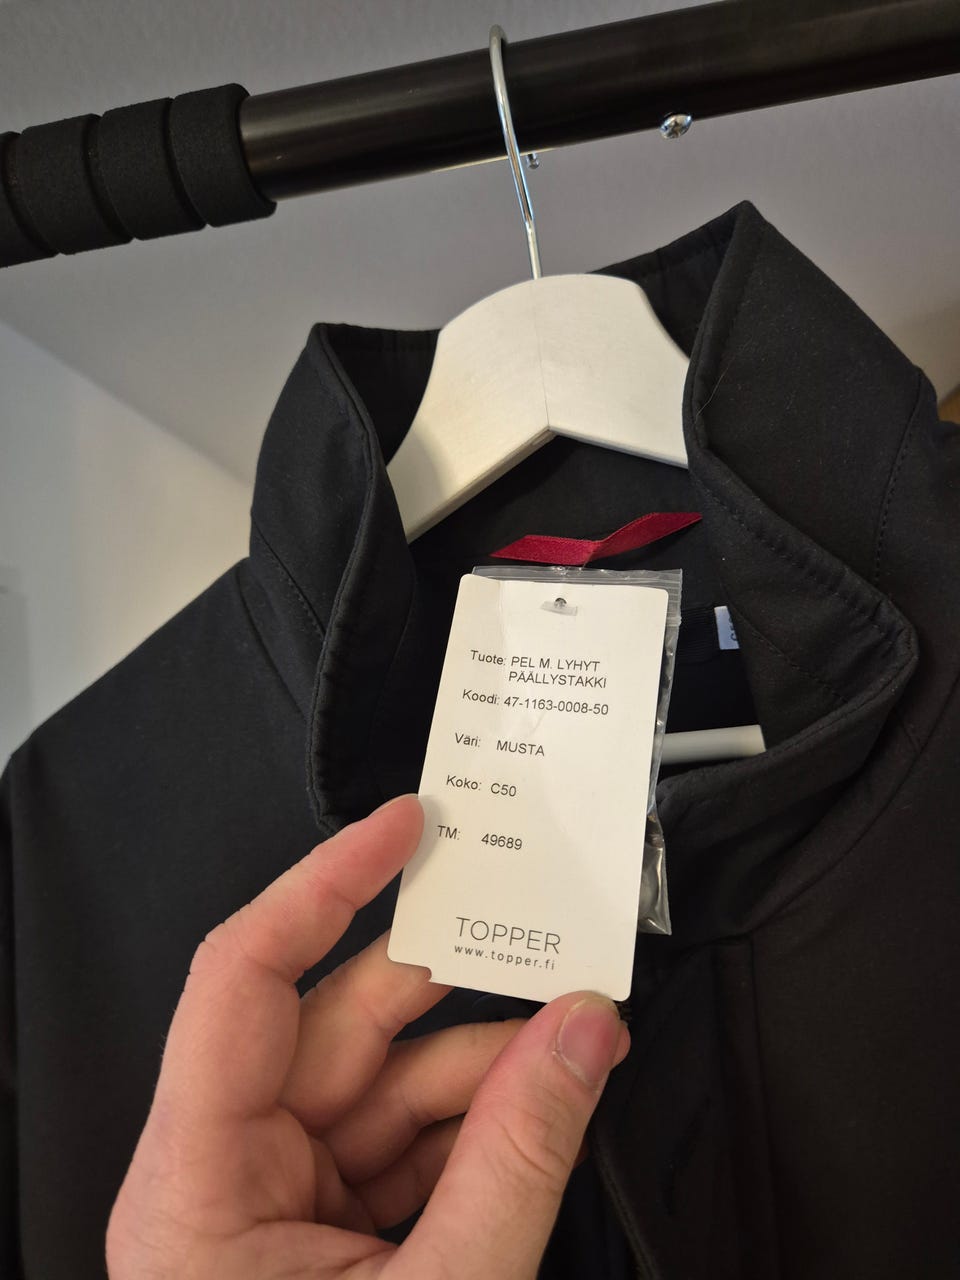 Tuote: PEL M. LYHYT
PÄÄLLYSTAKKI
Koodi: 47-1163-0008-50
Väri: MUSTA
Koko: C50
TM: 49689
TOPPER
www.topper.fi